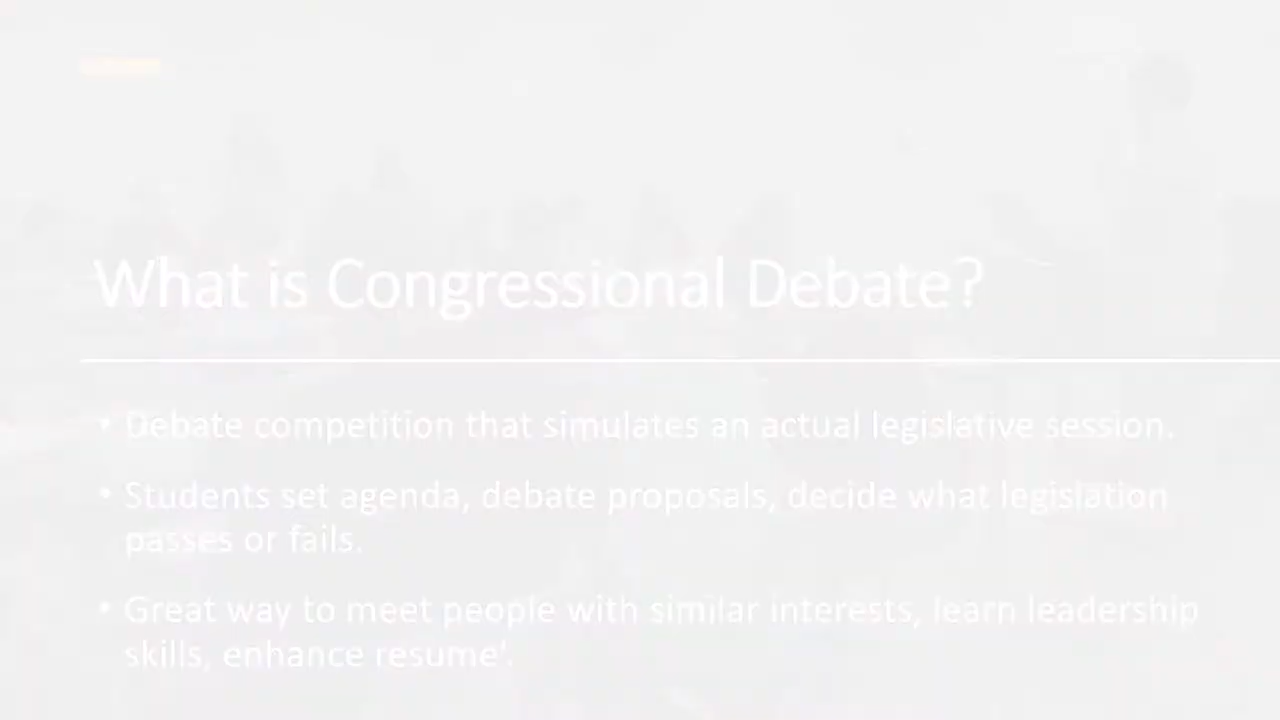 What is Congressional Debate?
• Debate competition that simulates an actual legislative session.
• Students set agenda, debate proposals, decide what legislation
passes or fails.
• Great way to meet people with similar interests, learn leadership
skills, enhance resume'.